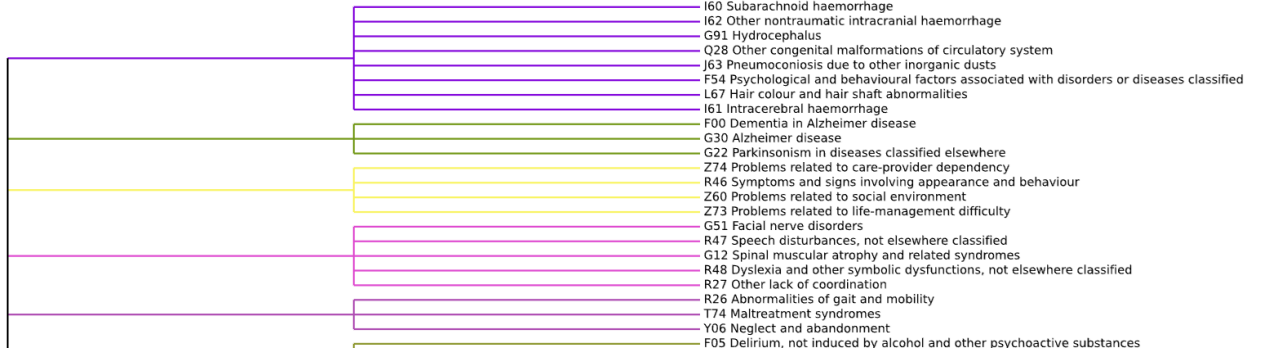 I60 Subarachnoid haemorrhage
I62 Other nontraumatic intracranial haemorrhage
G91 Hydrocephalus
Q28 Other congenital malformations of circulatory system
J63 Pneumoconiosis due to other inorganic dusts
F54 Psychological and behavioural factors associated with disorders or diseases classified
L67 Hair colour and hair shaft abnormalities
I61 Intracerebral haemorrhage
F00 Dementia in Alzheimer disease
G30 Alzheimer disease
G22 Parkinsonism in diseases classified elsewhere
Z74 Problems related to care-provider dependency
R46 Symptoms and signs involving appearance and behaviour
Z60 Problems related to social environment
Z73 Problems related to life-management difficulty
G51 Facial nerve disorders
R47 Speech disturbances, not elsewhere classified
G12 Spinal muscular atrophy and related syndromes
R48 Dyslexia and other symbolic dysfunctions, not elsewhere classified
R27 Other lack of coordination
R26 Abnormalities of gait and mobility
T74 Maltreatment syndromes
Y06 Neglect and abandonment
F05 Delirium, not induced by alcohol and other psychoactive substances